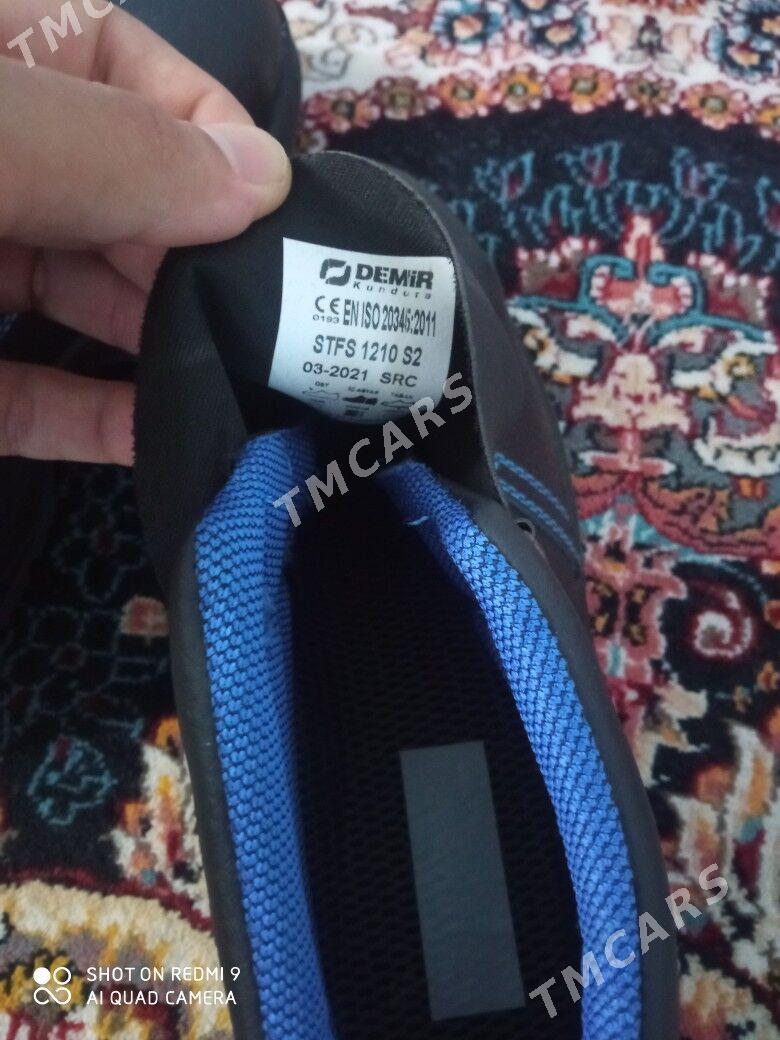 TMCARS
DEMİR
Kundura
CE EN ISO 20345:2011
0193
STFS 1210 S2
03-2021 SRC
TMCARS
TMCARS
SHOT ON REDMI 9
AI QUAD CAMERA